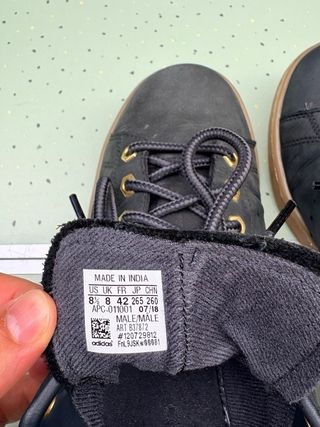 MADE IN INDIA
US UK FR JP CHN
8½ 8 42 265 260
APC-011001 07/18
MALE/MALE
ART B37872
#120729812
adidas